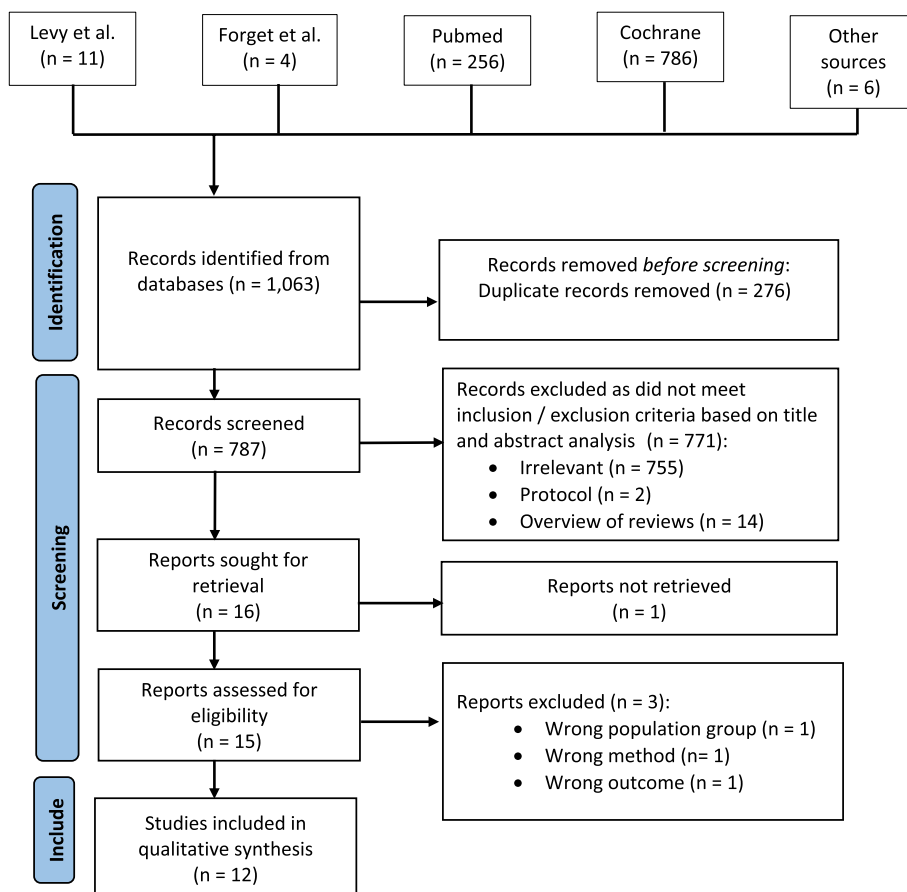 Levy et al.
(n = 11)
Forget et al.
(n = 4)
Pubmed
(n = 256)
Cochrane
(n = 786)
Other
sources
(n = 6)
Identification
Records identified from
databases (n = 1,063)
Records removed before screening:
Duplicate records removed (n = 276)
Screening
Records screened
(n = 787)
Records excluded as did not meet
inclusion / exclusion criteria based on title
and abstract analysis (n = 771):
• Irrelevant (n = 755)
• Protocol (n = 2)
• Overview of reviews (n = 14)
Reports sought for
retrieval
(n = 16)
Reports not retrieved
(n = 1)
Reports assessed for
eligibility
(n = 15)
Reports excluded (n = 3):
• Wrong population group (n = 1)
• Wrong method (n= 1)
• Wrong outcome (n = 1)
Include
Studies included in
qualitative synthesis
(n = 12)